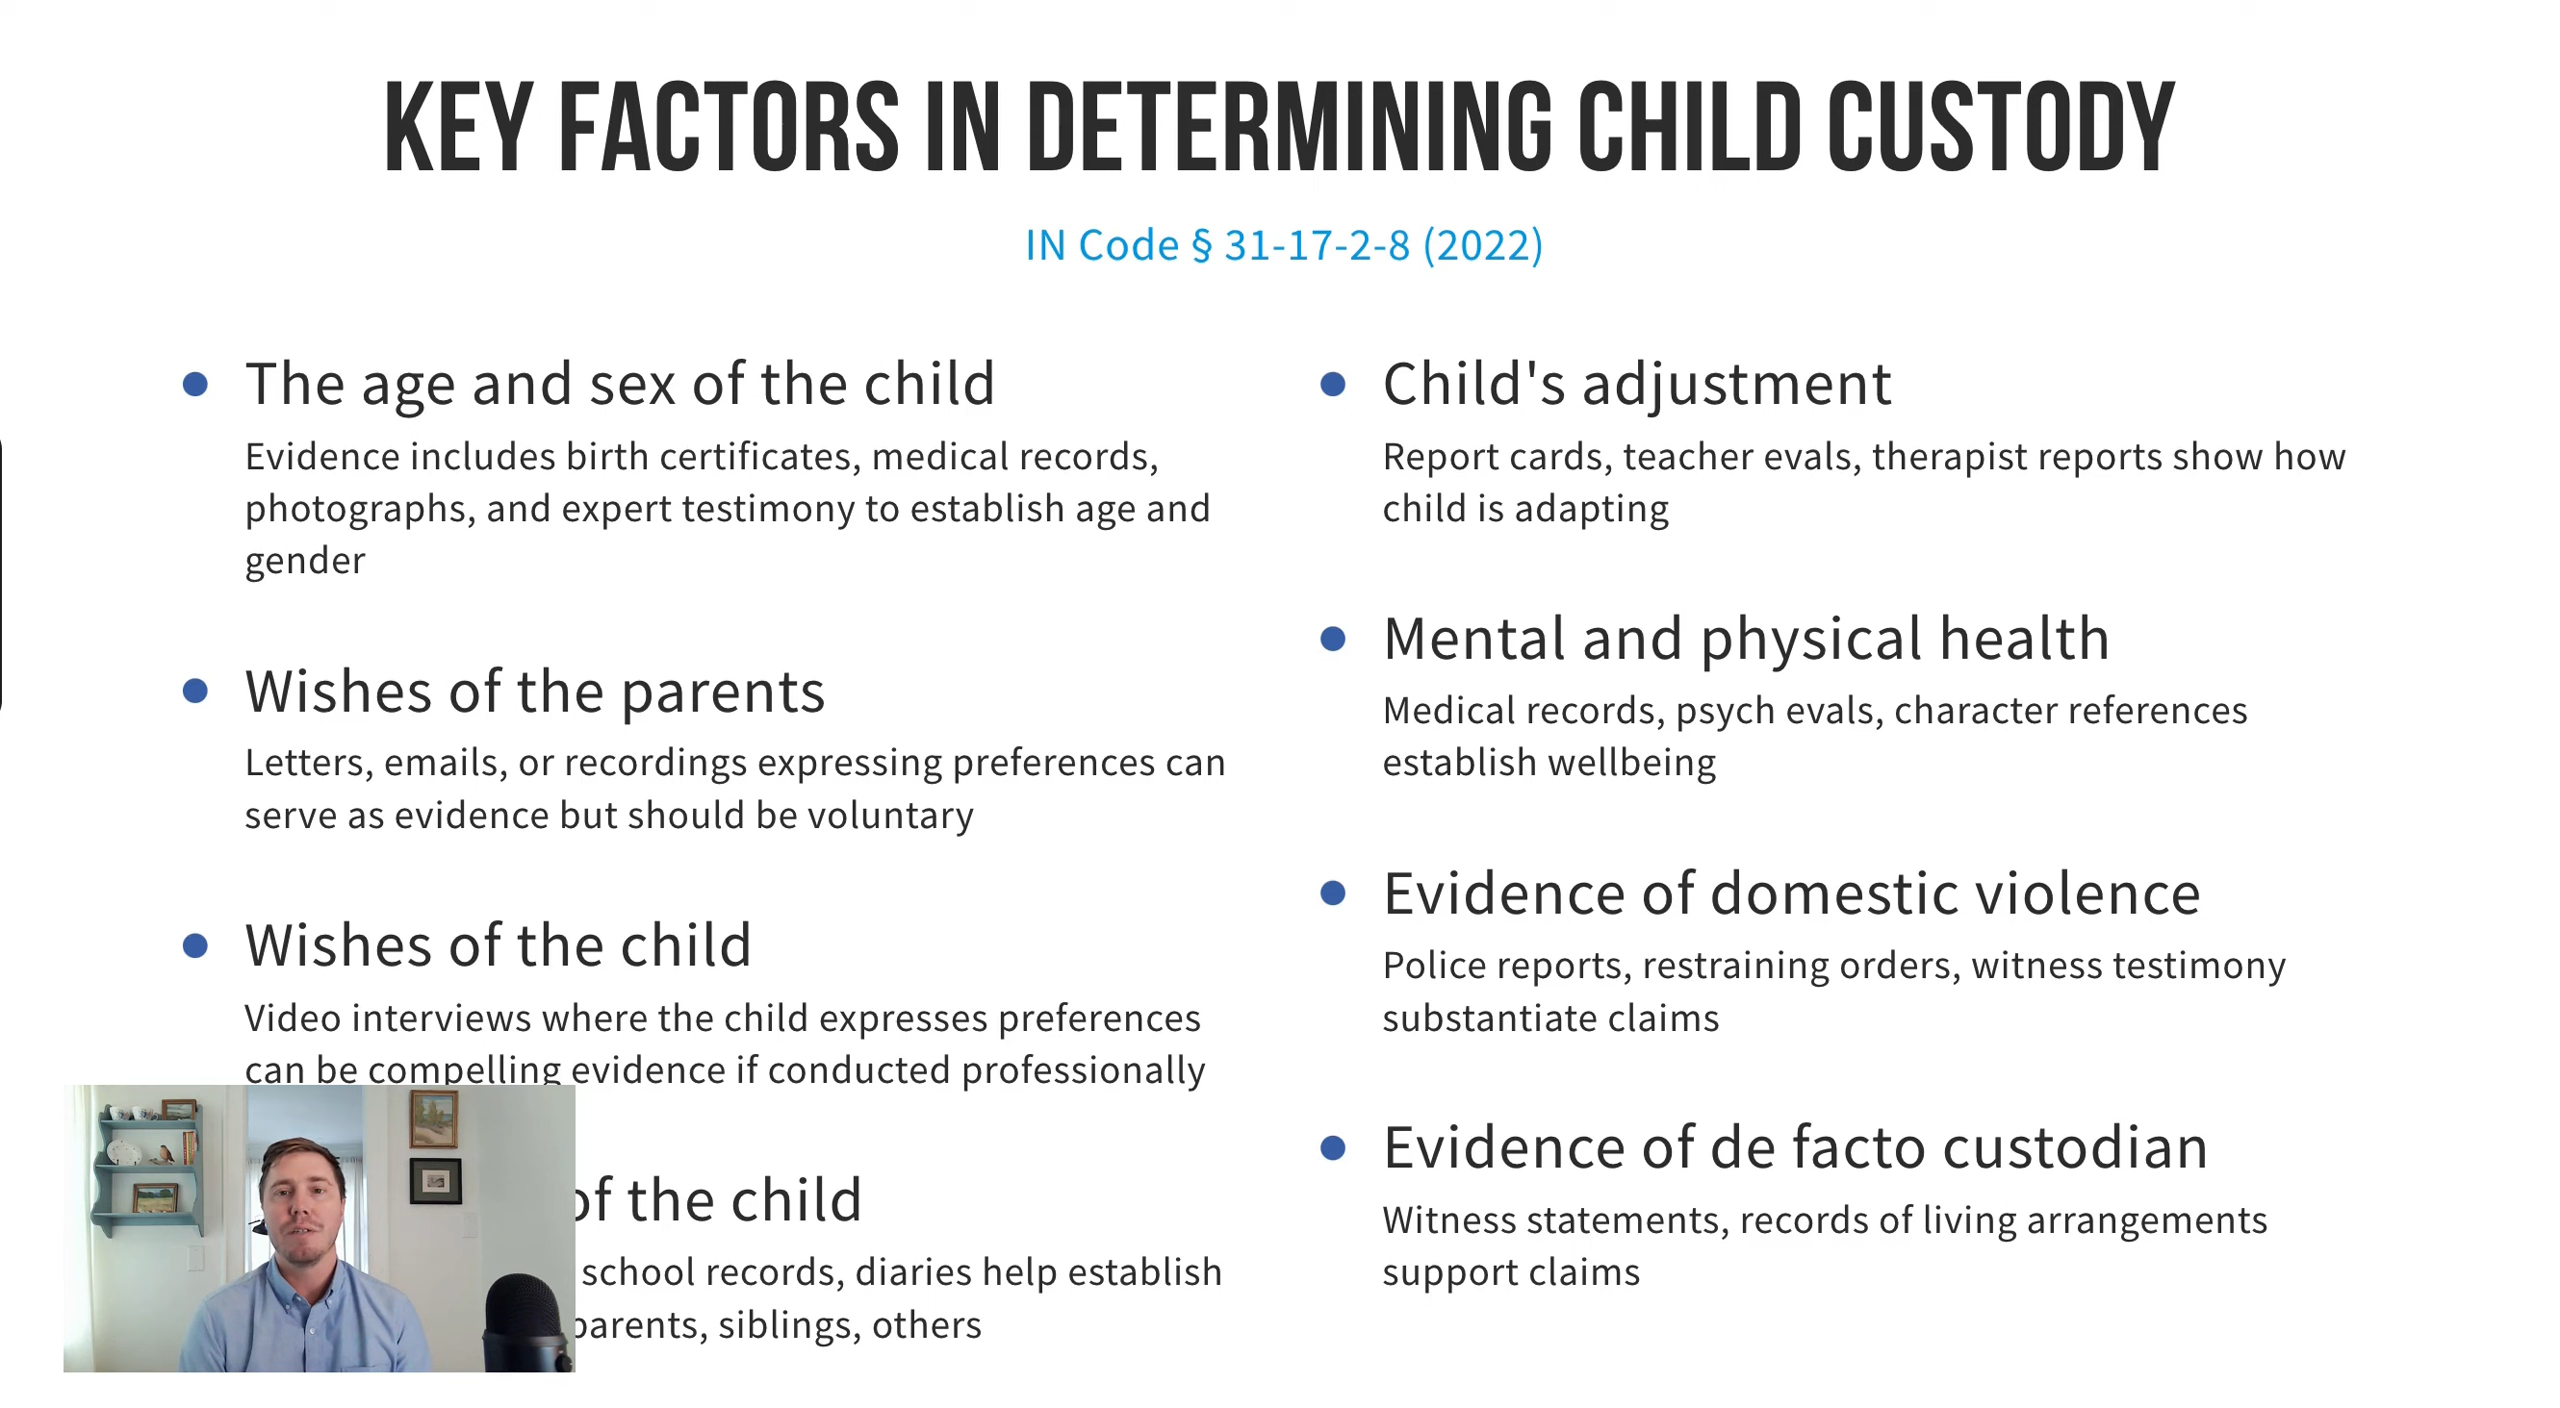 KEY FACTORS IN DETERMINING CHILD CUSTODY
IN Code § 31-17-2-8 (2022)
The age and sex of the child
Evidence includes birth certificates, medical records,
photographs, and expert testimony to establish age and
gender
Wishes of the parents
Letters, emails, or recordings expressing preferences can
serve as evidence but should be voluntary
Wishes of the child
Video interviews where the child expresses preferences
can be compelling evidence if conducted professionally
of the child
school records, diaries help establish
parents, siblings, others
Child's adjustment
Report cards, teacher evals, therapist reports show how
child is adapting
Mental and physical health
Medical records, psych evals, character references
establish wellbeing
Evidence of domestic violence
Police reports, restraining orders, witness testimony
substantiate claims
Evidence of de facto custodian
Witness statements, records of living arrangements
support claims